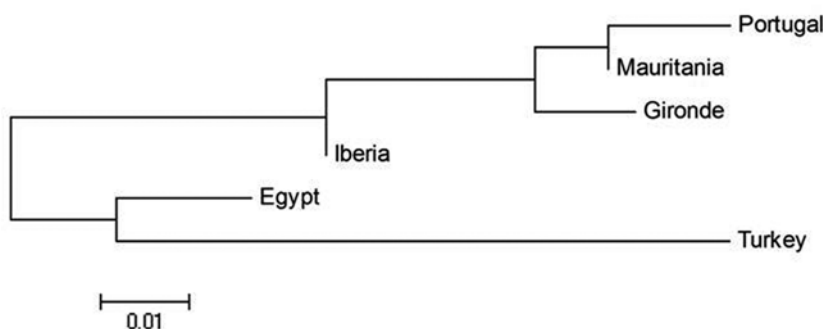 Portugal
Mauritania
Gironde
Iberia
Egypt
Turkey
0.01